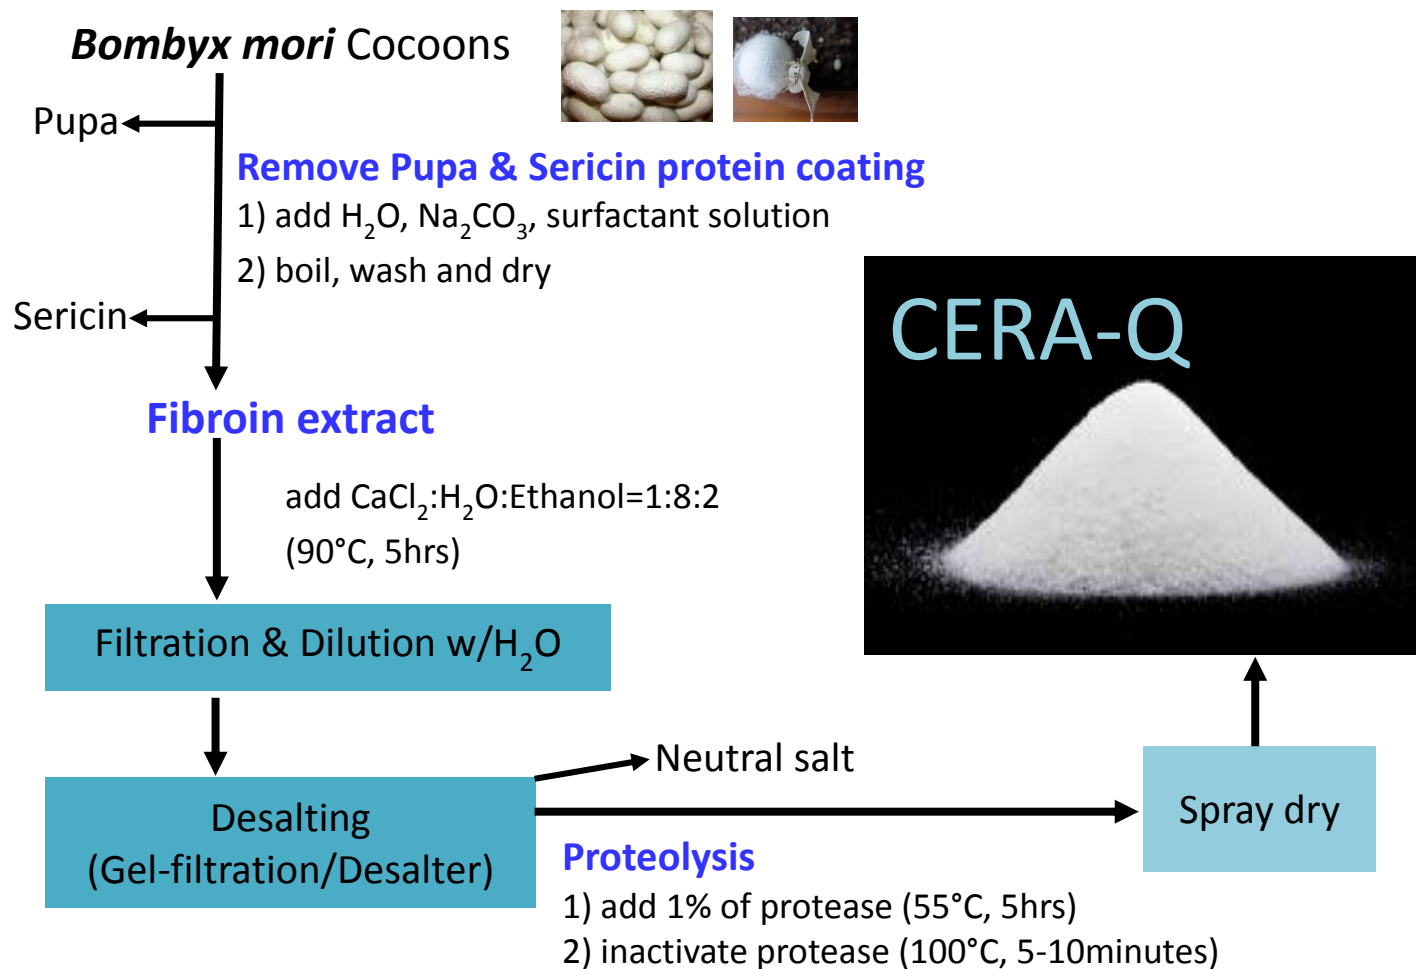 Bombyx mori Cocoons
Pupa
Remove Pupa & Sericin protein coating
1) add H₂O, Na₂CO₃, surfactant solution
2) boil, wash and dry
Sericin
CERA-Q
Fibroin extract
add CaCl₂:H₂O:Ethanol=1:8:2
(90°C, 5hrs)
Filtration & Dilution w/H₂O
Neutral salt
Desalting
(Gel-filtration/Desalter)
Spray dry
Proteolysis
1) add 1% of protease (55°C, 5hrs)
2) inactivate protease (100°C, 5-10minutes)